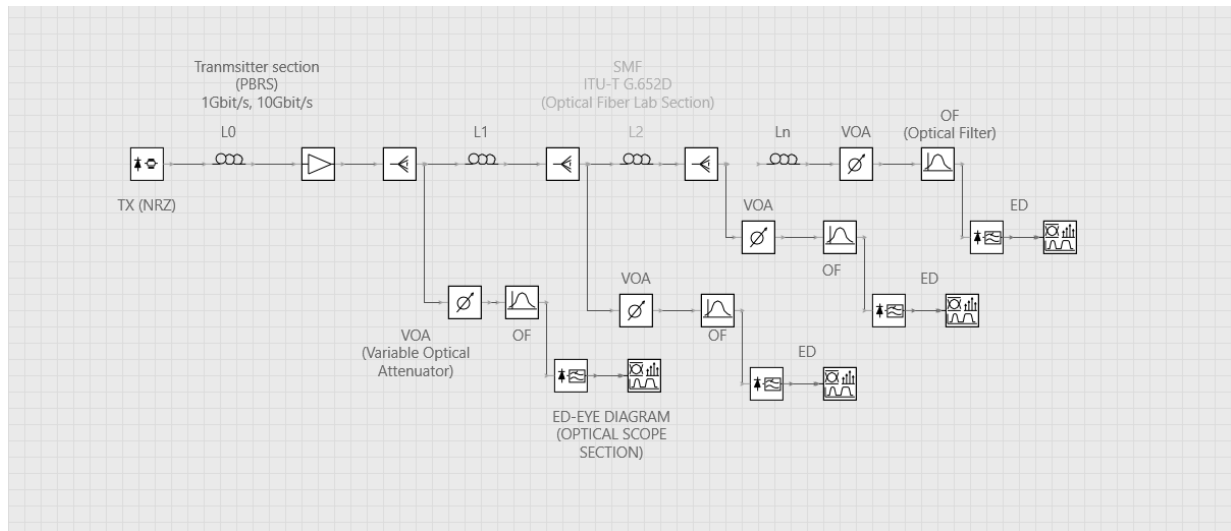 Tranmsitter section
(PBRS)
1Gbit/s, 10Gbit/s
L0
TX (NRZ)
L1
SMF
ITU-T G.652D
(Optical Fiber Lab Section)
L2
Ln
VOA
OF
(Optical Filter)
VOA
OF
ED
VOA
OF
ED
VOA
(Variable Optical
Attenuator)
OF
ED
ED-EYE DIAGRAM
(OPTICAL SCOPE
SECTION)